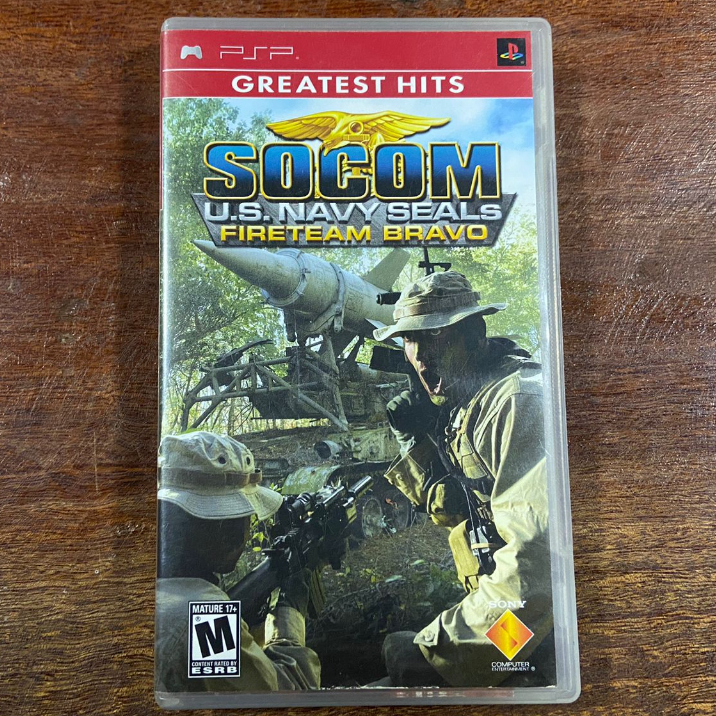 PSP
GREATEST HITS
SOCOM
U.S. NAVY SEALS
FIRETEAM BRAVO
MATURE 17+
M
CONTENT RATED BY
ESRB
SONY
COMPUTER
ENTERTAINMENT